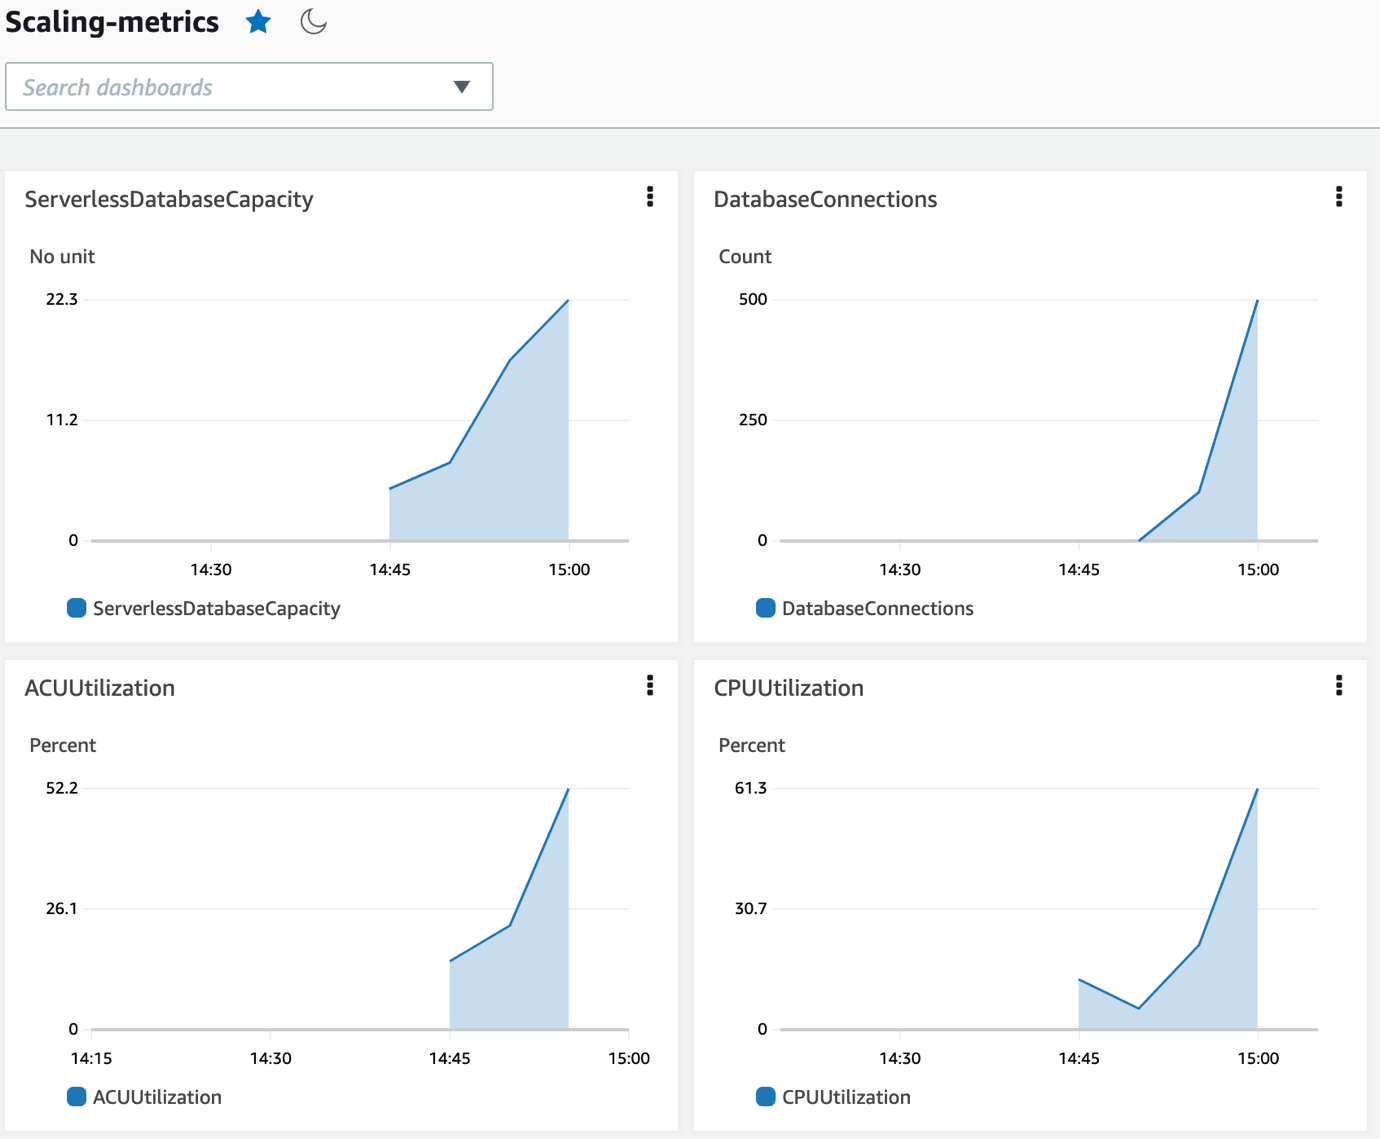 Scaling-metrics
Search dashboards
ServerlessDatabaseCapacity
No unit
22.3
11.2
0
14:30 14:45 15:00
ServerlessDatabaseCapacity
DatabaseConnections
Count
500
250
0
14:30 14:45 15:00
DatabaseConnections
ACUUtilization
Percent
52.2
26.1
0
14:15 14:30 14:45 15:00
ACUUtilization
CPUUtilization
Percent
61.3
30.7
0
14:30 14:45 15:00
CPUUtilization